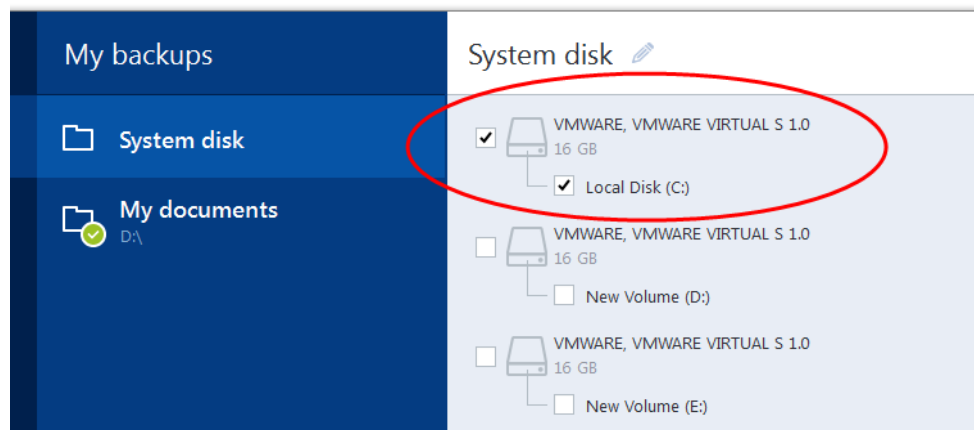 My backups
System disk
My documents
D:\
System disk
VMWARE, VMWARE VIRTUAL S 1.0
16 GB
Local Disk (C:)
VMWARE, VMWARE VIRTUAL S 1.0
16 GB
New Volume (D:)
VMWARE, VMWARE VIRTUAL S 1.0
16 GB
New Volume (E:)